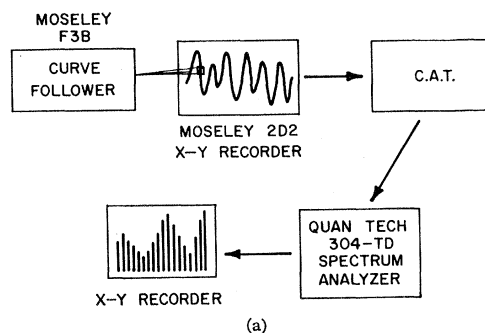 MOSELEY
F3B
CURVE
FOLLOWER
MOSELEY 2D2
X-Y RECORDER
C.A.T.
QUAN TECH
304-TD
SPECTRUM
ANALYZER
X-Y RECORDER
(a)